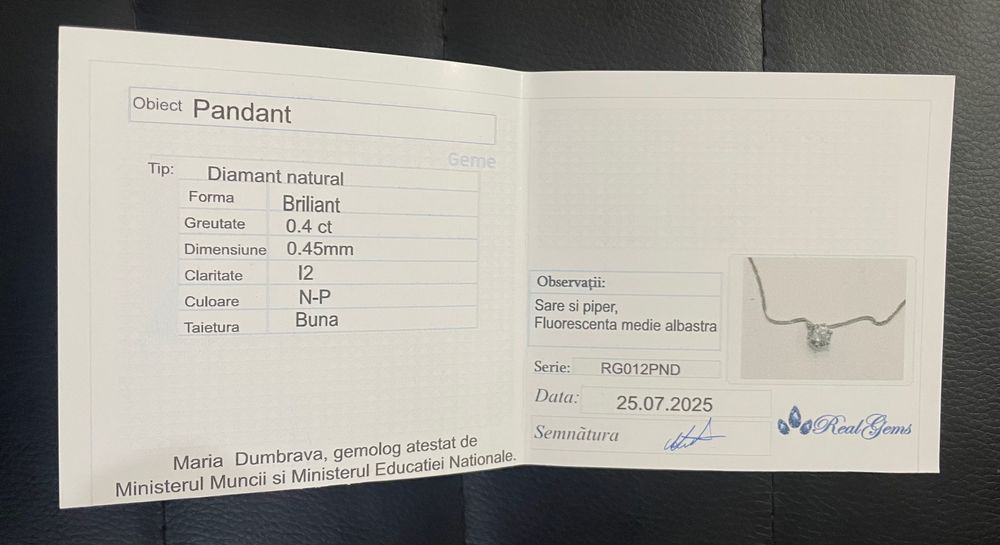 Obiect Pandant
Geme
Tip: Diamant natural
Forma Briliant
Greutate 0.4 ct
Dimensiune 0.45mm
Claritate I2
Culoare N-P
Taietura Buna
Maria Dumbrava, gemolog atestat de
Ministerul Muncii si Ministerul Educatiei Nationale.
Observații:
Sare si piper,
Fluorescenta medie albastra
Serie: RG012PND
Data: 25.07.2025
Semnătura
RealGems